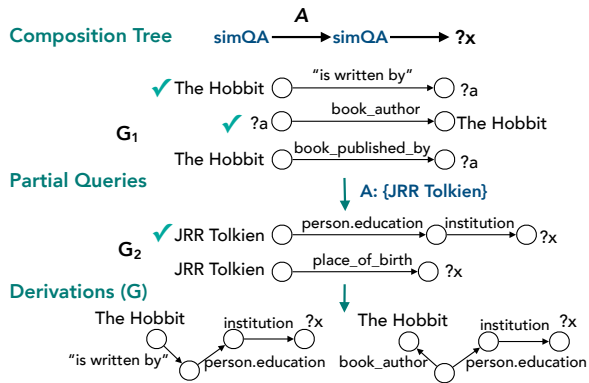 A
Composition Tree simQA simQA ?x
"is written by"
✓ The Hobbit ?a
book_author
✓ ?a The Hobbit
G1
book_published_by
The Hobbit ?a
Partial Queries
A: {JRR Tolkien}
person.education institution
✓ JRR Tolkien ?x
G2
place_of_birth
JRR Tolkien ?x
Derivations (G)
The Hobbit institution ?x The Hobbit institution ?x
"is written by" person.education book_author person.education